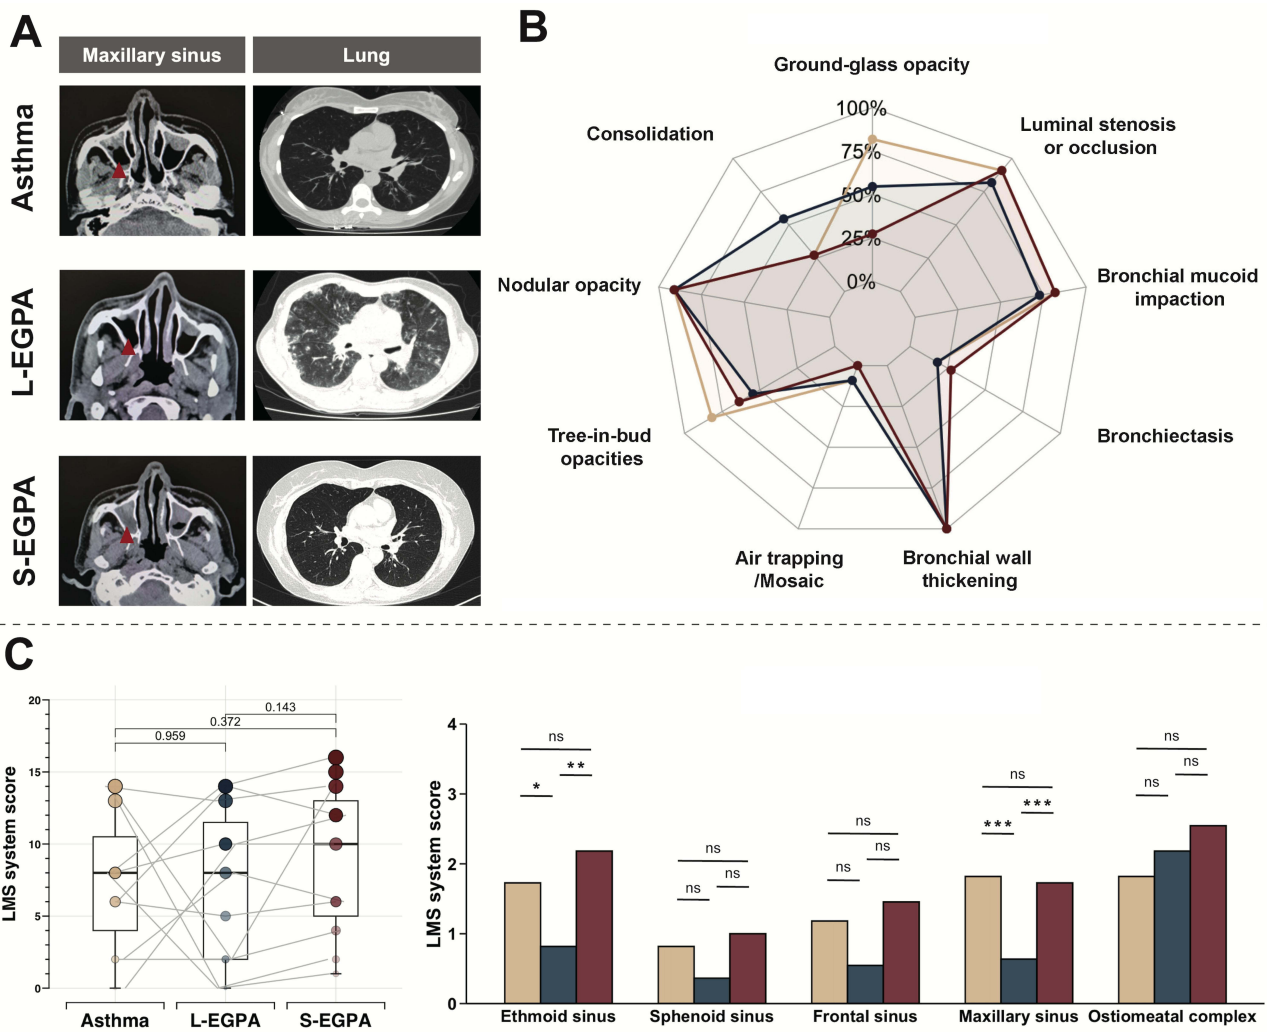 A
Maxillary sinus
Lung
Asthma
L-EGPA
S-EGPA
B
Ground-glass opacity
Luminal stenosis
or occlusion
Bronchial mucoid
impaction
Bronchiectasis
Bronchial wall
thickening
Air trapping
/Mosaic
Tree-in-bud
opacities
Nodular opacity
Consolidation
100%
75%
50%
25%
0%
C
LMS system score
20
15
10
5
0
0.143
0.372
0.959
Asthma
L-EGPA
S-EGPA
LMS system score
4
3
2
1
0
ns
* **
ns
ns
ns
ns
ns
ns
ns
ns
*** ***
ns
ns
ns
Ethmoid sinus
Sphenoid sinus
Frontal sinus
Maxillary sinus
Ostiomeatal complex